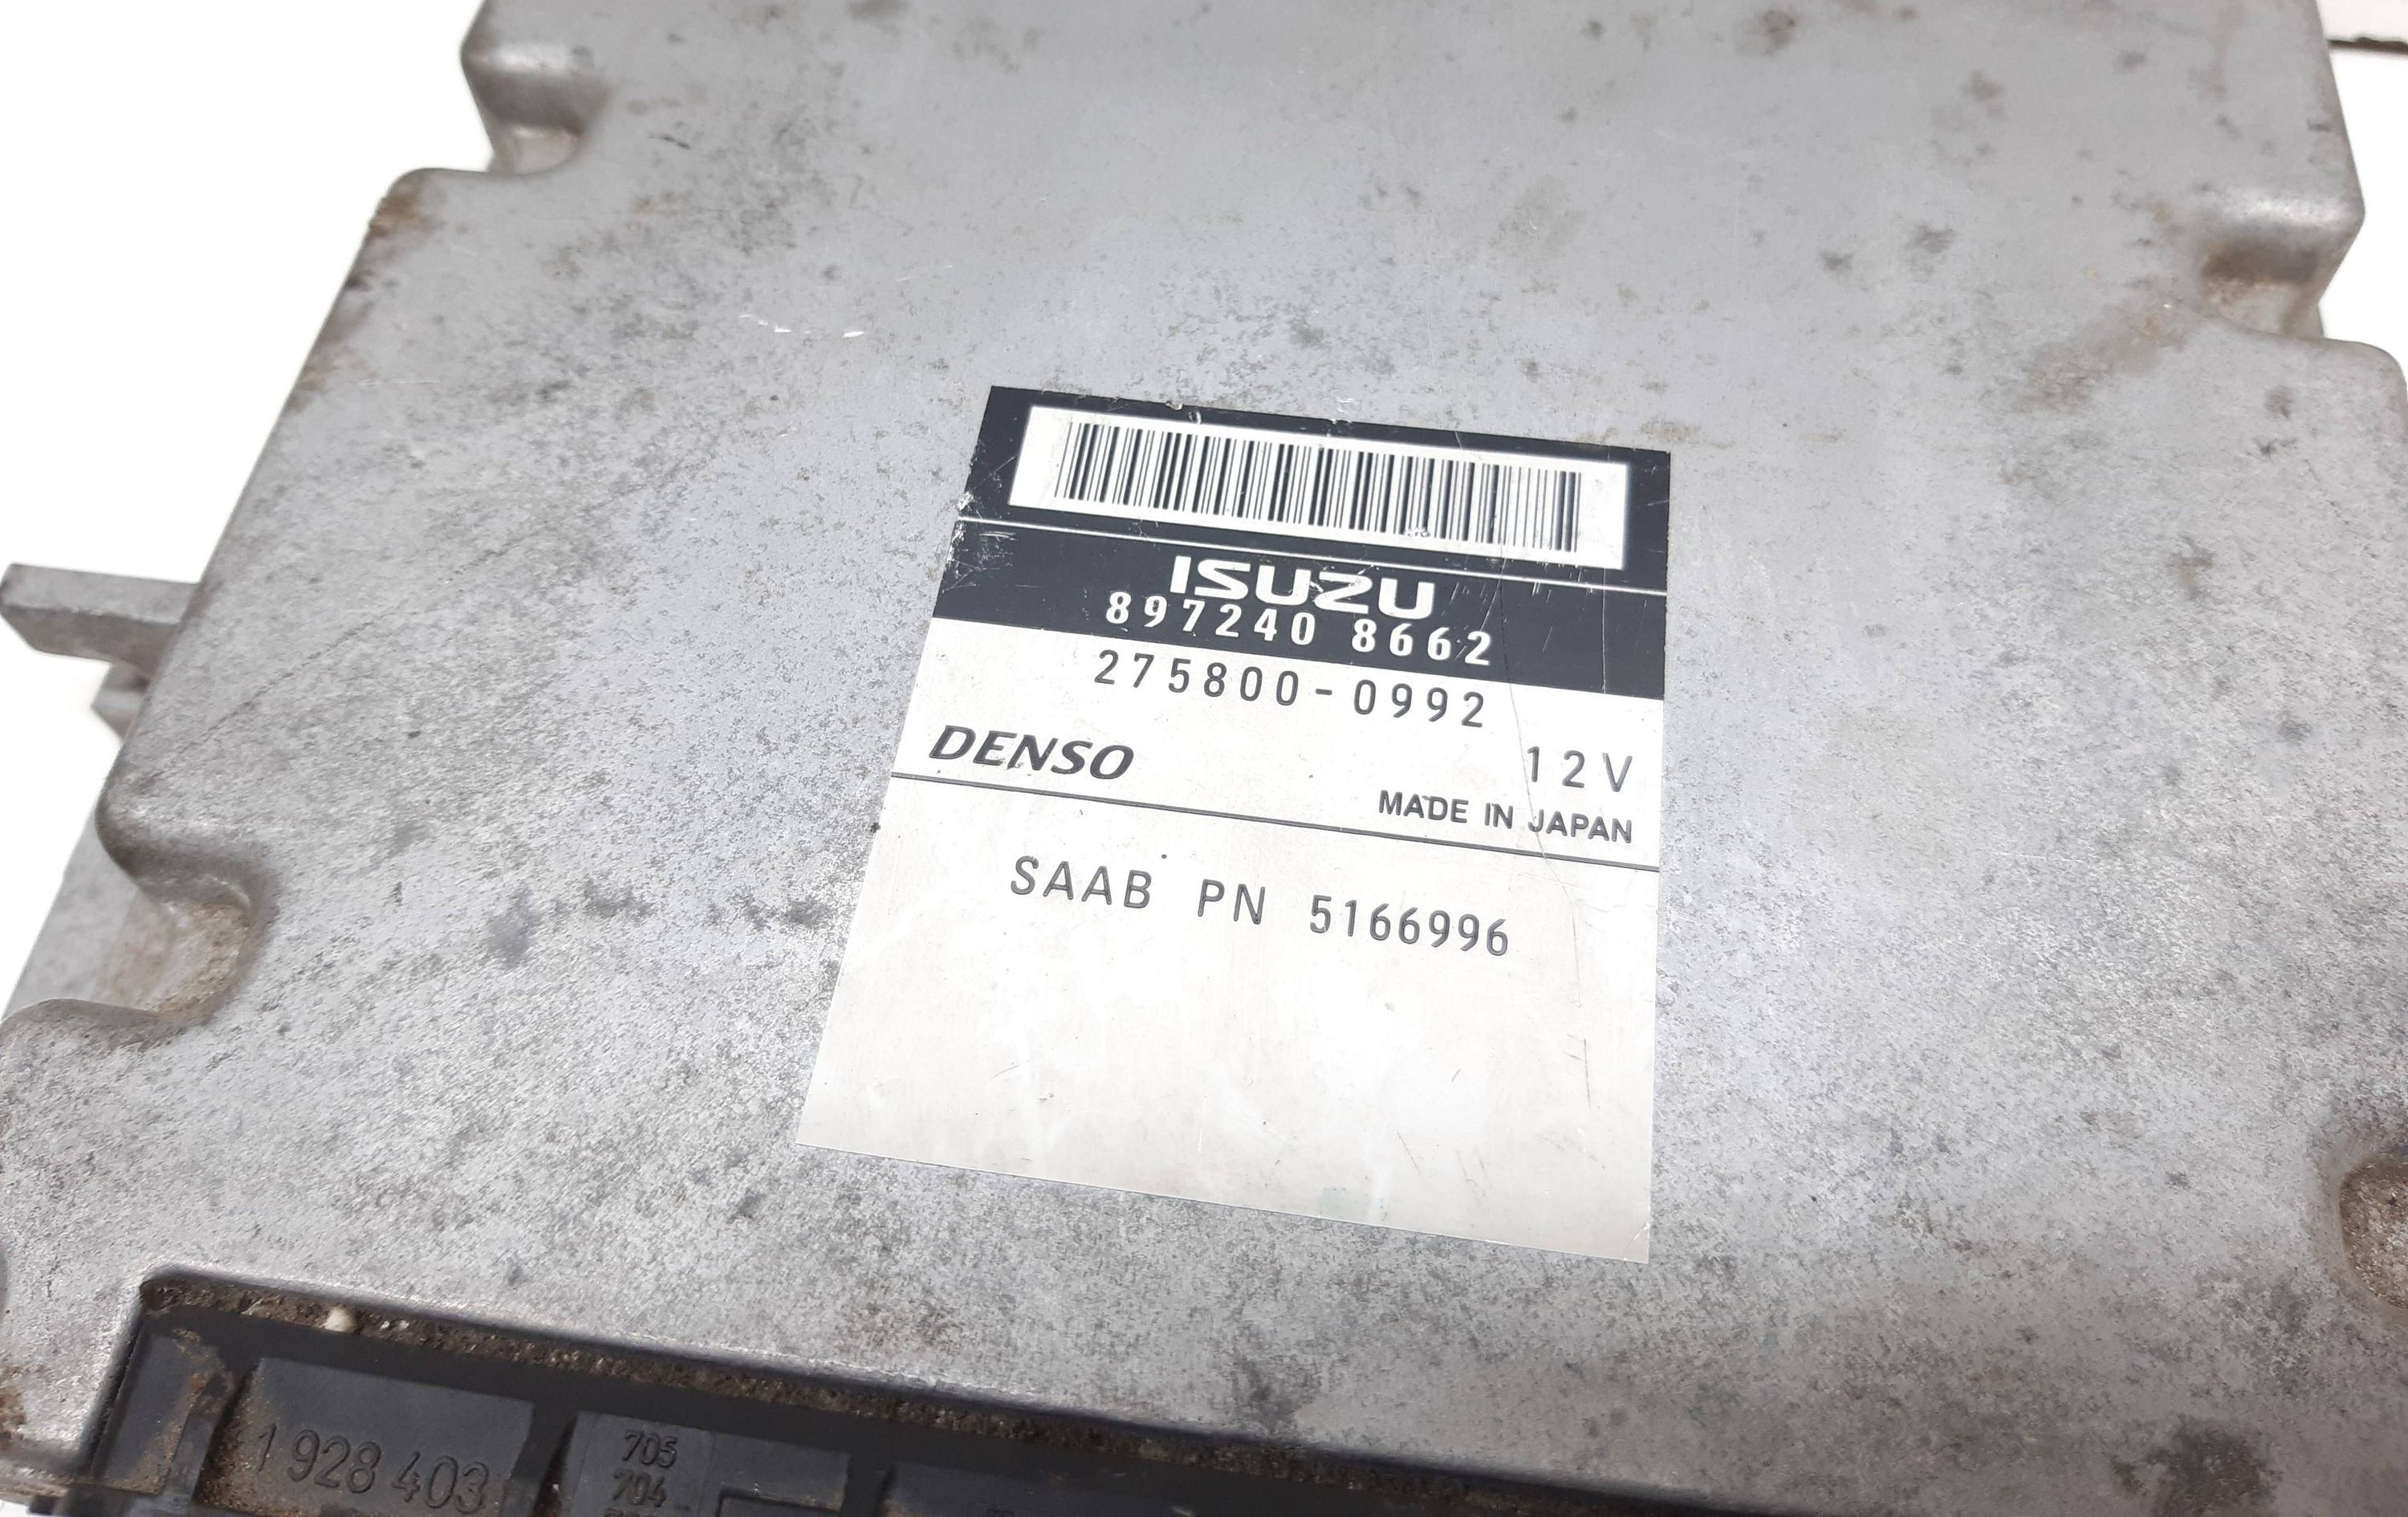 ISUZU
897240 8662
275800-0992
DENSO 12V
MADE IN JAPAN
SAAB PN 5166996
1 928 403
705
704